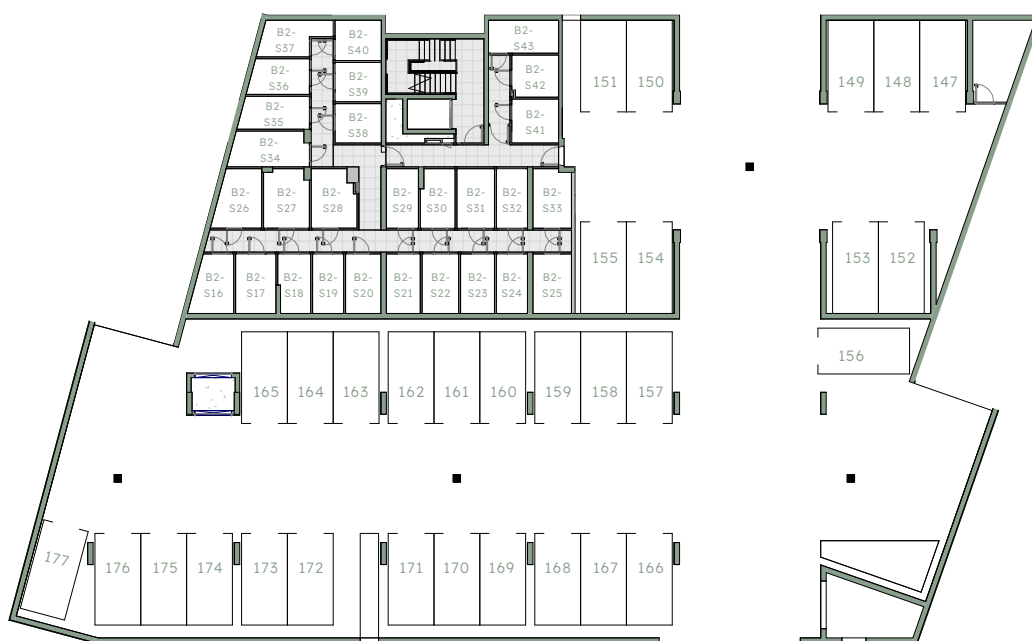 B2-
S37
B2-
S40
B2-
S43
B2-
S36
B2-
S39
B2-
S42
151
150
149
148
147
B2-
S35
B2-
S38
B2-
S41
B2-
S34
B2-
S26
B2-
S27
B2-
S28
B2-
S29
B2-
S30
B2-
S31
B2-
S32
B2-
S33
155
154
153
152
B2-
S16
B2-
S17
B2-
S18
B2-
S19
B2-
S20
B2-
S21
B2-
S22
B2-
S23
B2-
S24
B2-
S25
156
165
164
163
162
161
160
159
158
157
177
176
175
174
173
172
171
170
169
168
167
166